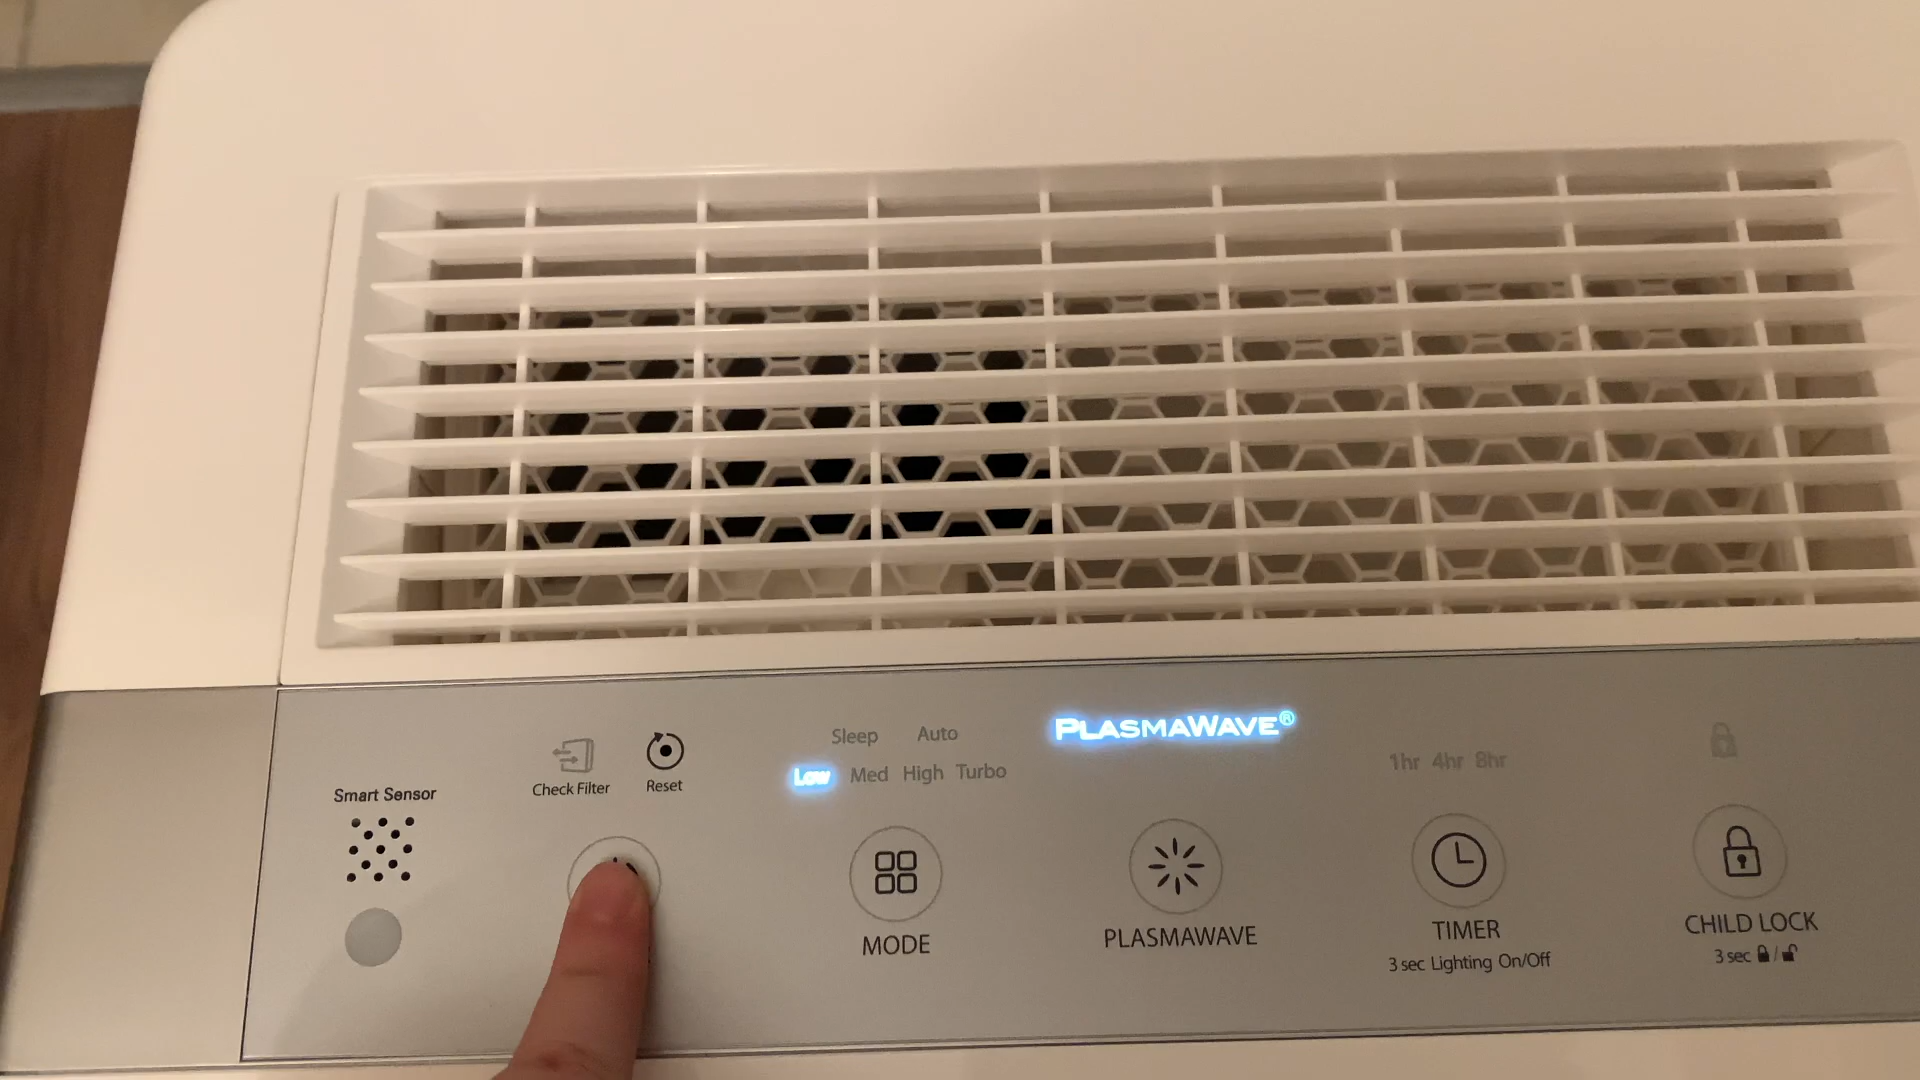 Smart Sensor
Check Filter
Reset
Sleep Auto
Low Med High Turbo
MODE
PLASMAWAVE®
PLASMAWAVE
1hr 4hr 8hr
TIMER
3 sec Lighting On/Off
CHILD LOCK
3 sec /